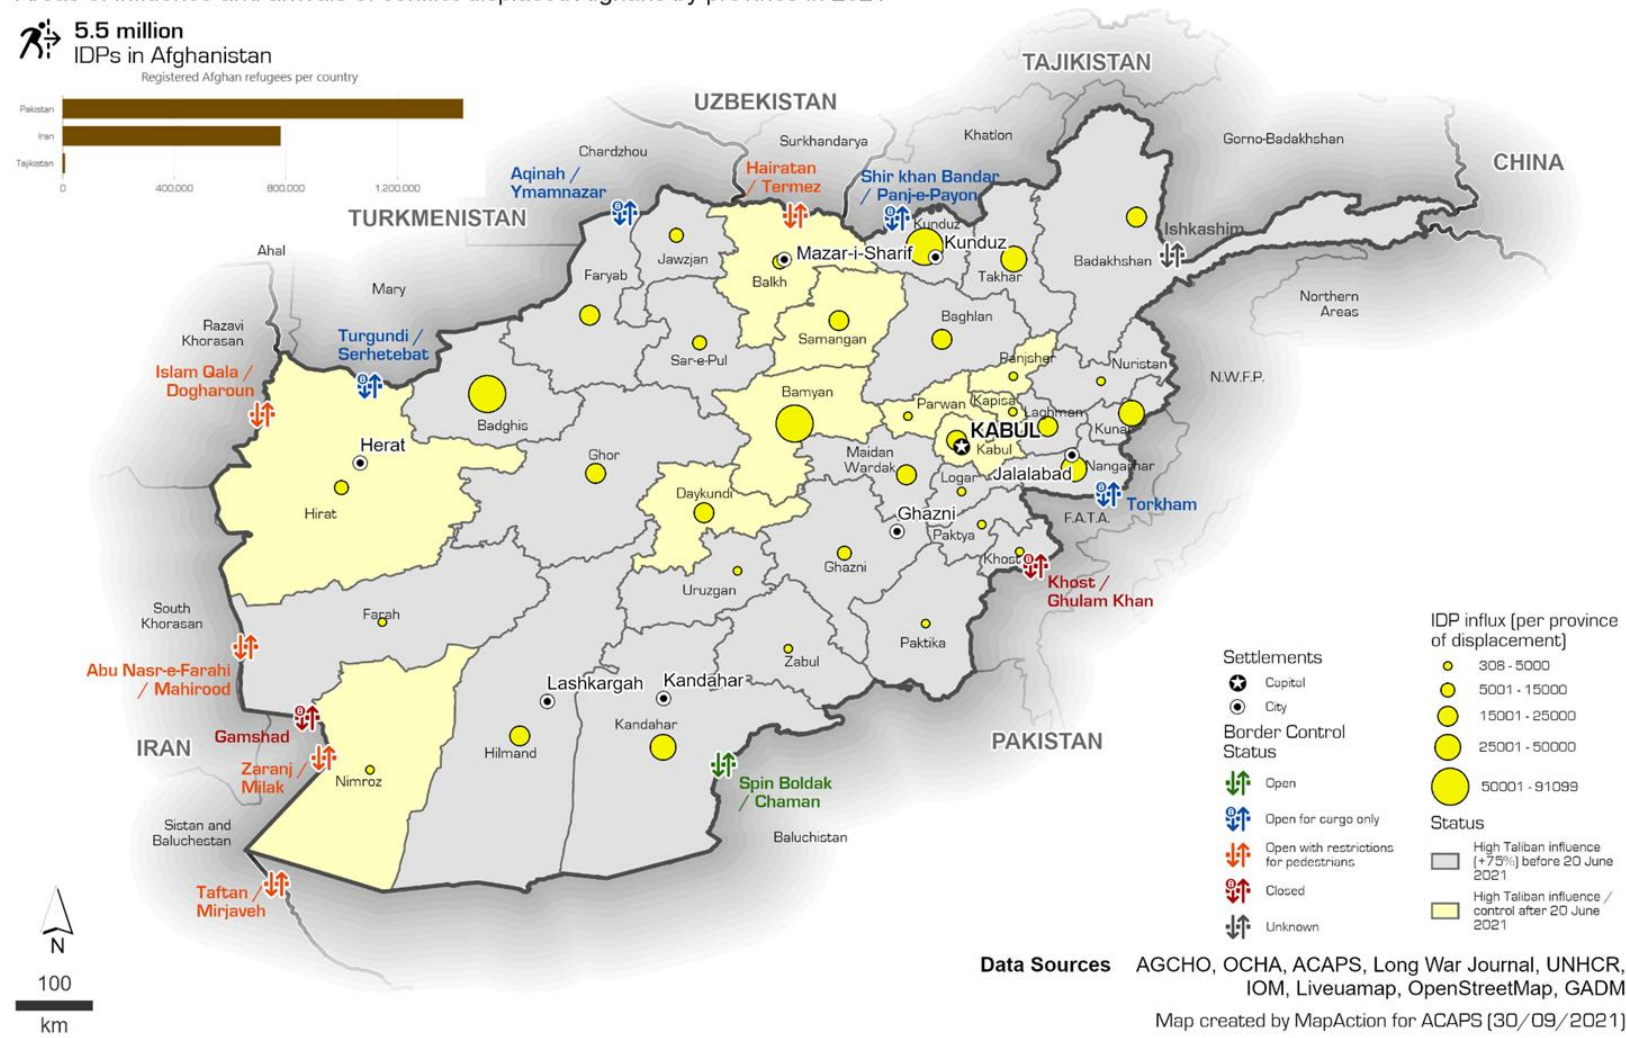 5.5 million
IDPs in Afghanistan
Registered Afghan refugees per country
Pakistan
Iran
Tajikistan
0
400,000
800,000
1,200,000
TAJIKISTAN
UZBEKISTAN
Surkhandarya
Khatlon
Gorno-Badakhshan
CHINA
Chardzhou
Aqinah /
Ymamnazar
Hairatan
/ Termez
Shir khan Bandar
/ Panj-e-Payon
TURKMENISTAN
Kunduz
Kunduz
Ishkashim
Ahal
Jawzjan
Mazar-i-Sharif
Balkh
Takhar
Badakhshan
Faryab
Mary
Northern
Areas
Razavi
Khorasan
Turgundi /
Serhetebat
Baghlan
Samangan
Sar-e-Pul
Panjsher
Nuristan
Islam Qala /
Dogharoun
N.W.F.P.
Bamyan
Parwan
Kapisa
Laghman
Badghis
Kunar
KABUL
Kabul
Herat
Ghor
Maidan
Wardak
Logar
Jalalabad
Nangarhar
Daykundi
Torkham
Hirat
Ghazni
F.A.T.A.
Paktya
Khost
Ghazni
Uruzgan
Khost /
Ghulam Khan
South
Khorasan
Farah
Paktika
Zabul
Abu Nasr-e-Farahi
/ Mahirood
Lashkargah
Kandahar
Kandahar
Gamshad
IRAN
Hilmand
PAKISTAN
Zaranj /
Milak
Nimroz
Spin Boldak
/ Chaman
Sistan and
Baluchestan
Baluchistan
Taftan /
Mirjaveh
Settlements
Capital
City
Border Control
Status
Open
Open for cargo only
Open with restrictions
for pedestrians
Closed
Unknown
IDP influx (per province
of displacement)
308 - 5000
5001 - 15000
15001 - 25000
25001 - 50000
50001 - 91099
Status
High Taliban influence
(+75%) before 20 June
2021
High Taliban influence /
control after 20 June
2021
N
100
km
Data Sources AGCHO, OCHA, ACAPS, Long War Journal, UNHCR,
IOM, Liveuamap, OpenStreetMap, GADM
Map created by MapAction for ACAPS (30/09/2021)